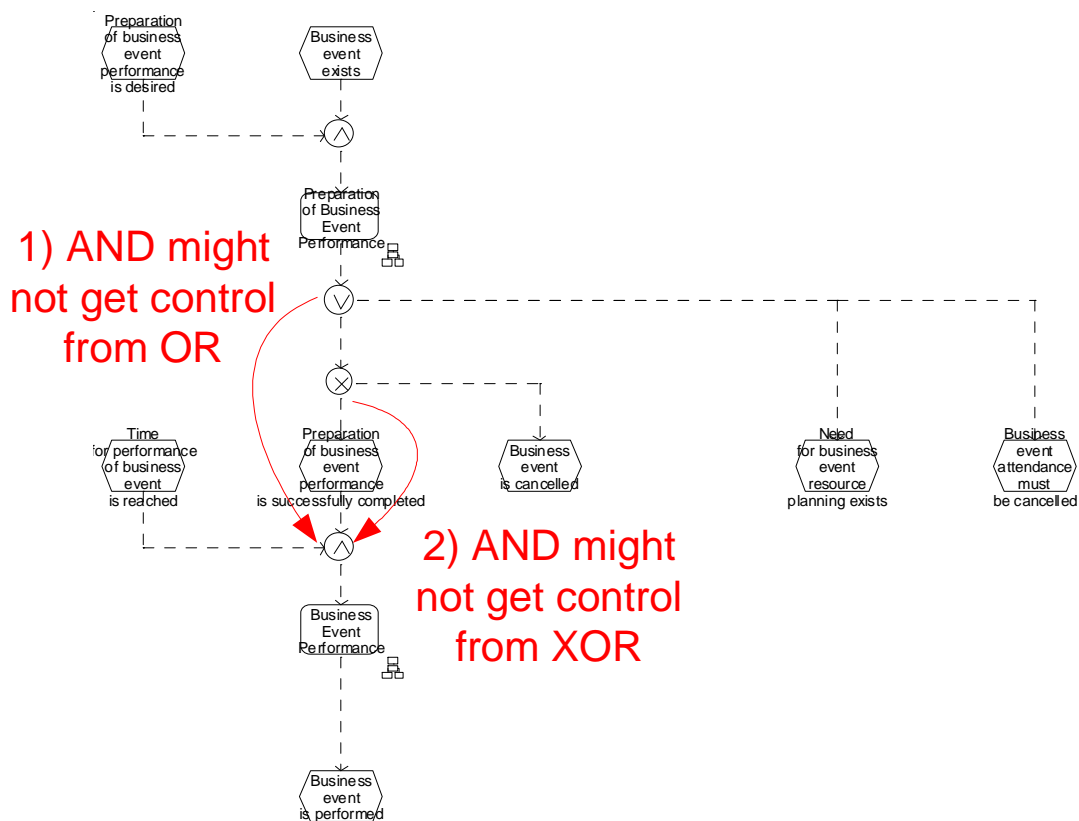 Preparation
of business
event
performance
is desired
Business
event
exists
Preparation
of Business
Event
Performance
1) AND might
not get control
from OR
Time
for performance
of business
event
is reached
Preparation
of business
event
performance
is successfully completed
Business
event
is cancelled
Need
for business
event
resource
planning exists
Business
event
attendance
must
be cancelled
2) AND might
not get control
from XOR
Business
Event
Performance
Business
event
is performed